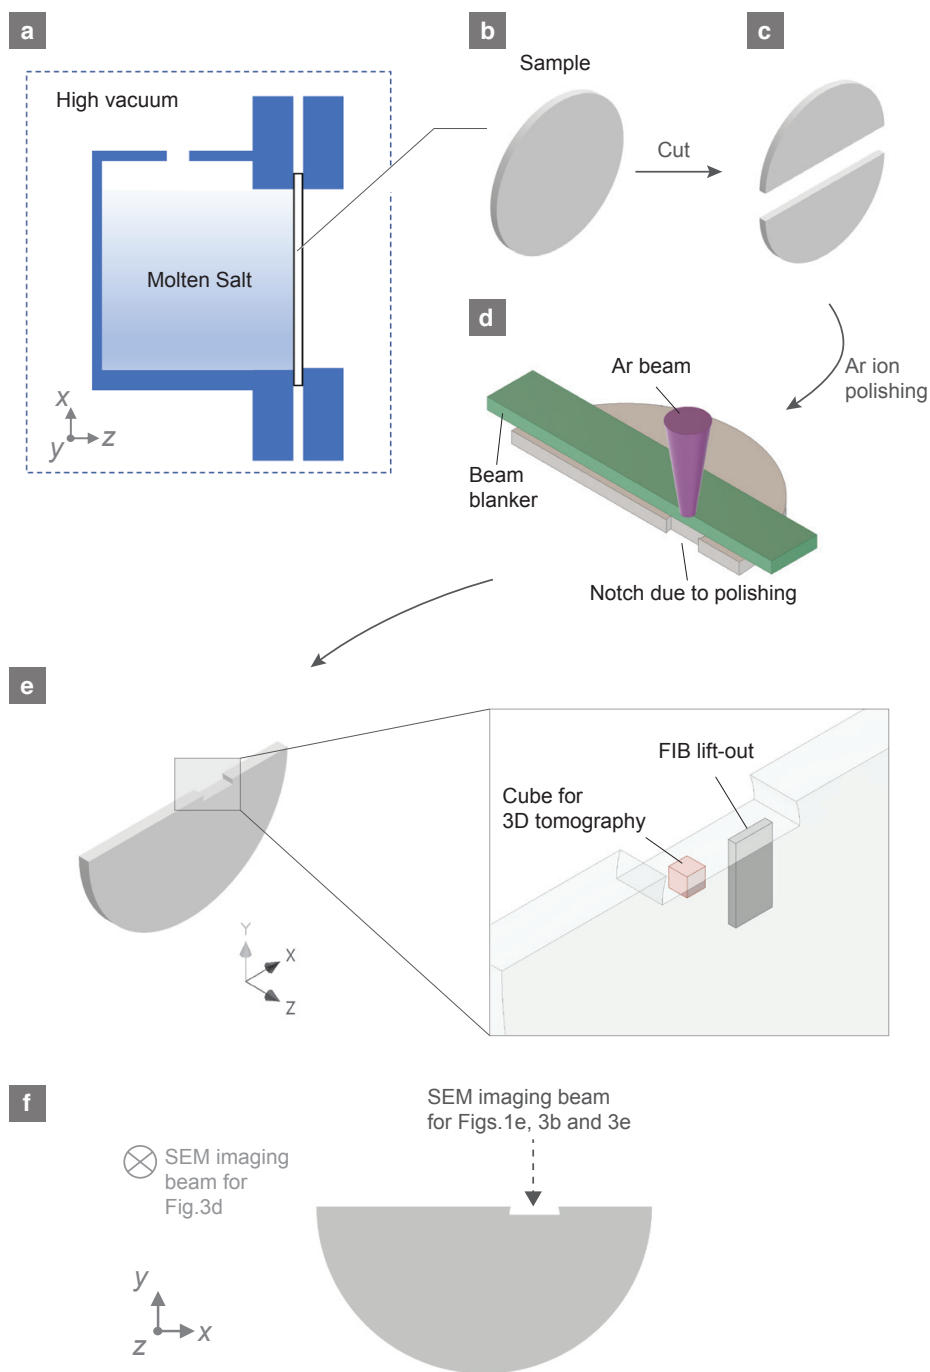 a
High vacuum
Molten Salt
x
y
z
b
Sample
Cut
c
d
Ar beam
Beam
blanker
Notch due to polishing
Ar ion
polishing
e
Y
X
Z
FIB lift-out
Cube for
3D tomography
f
SEM imaging beam
for Figs.1e, 3b and 3e
SEM imaging
beam for
Fig.3d
y
z
x